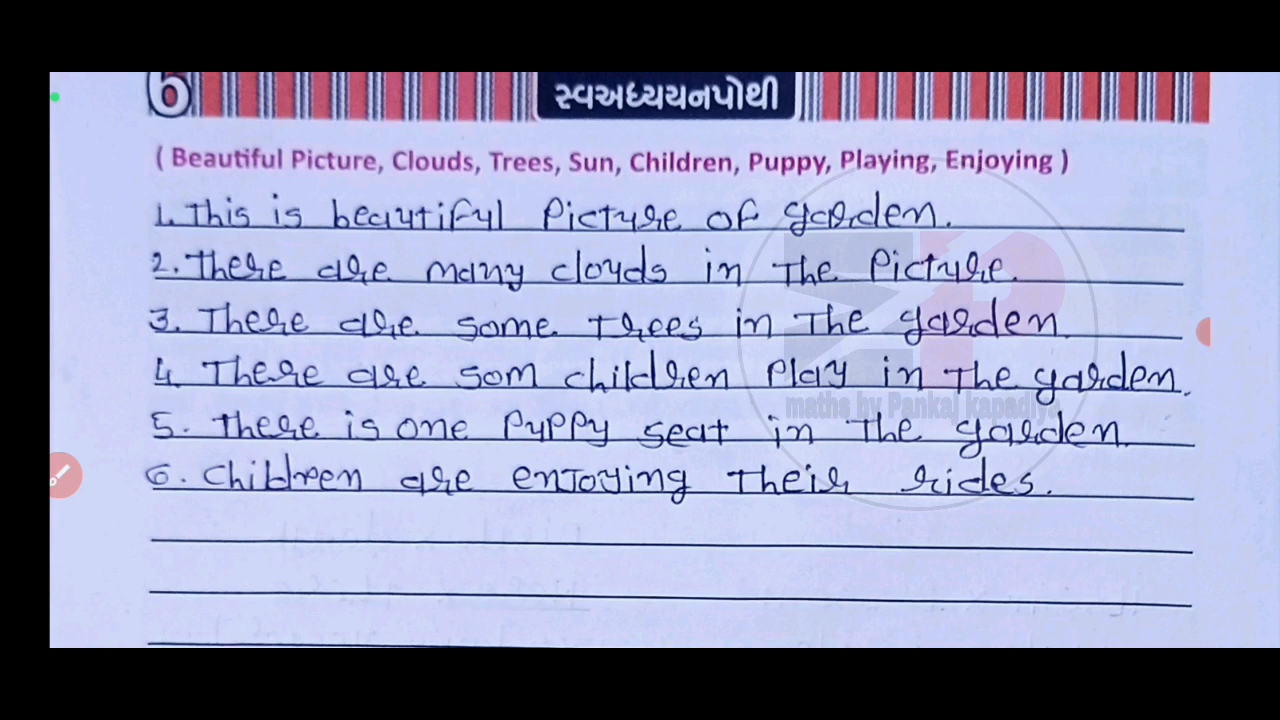 6 સ્વઅધ્યયનપોથી
( Beautiful Picture, Clouds, Trees, Sun, Children, Puppy, Playing, Enjoying )
1. This is beautiful Picture of garden.
2. There are many clouds in the Picture.
3. There are some trees in the garden
4. There are som children Play in the garden.
maths by Pankaj kapadiya
5. There is one Puppy seat in the garden.
6. Children are enjoying their rides.